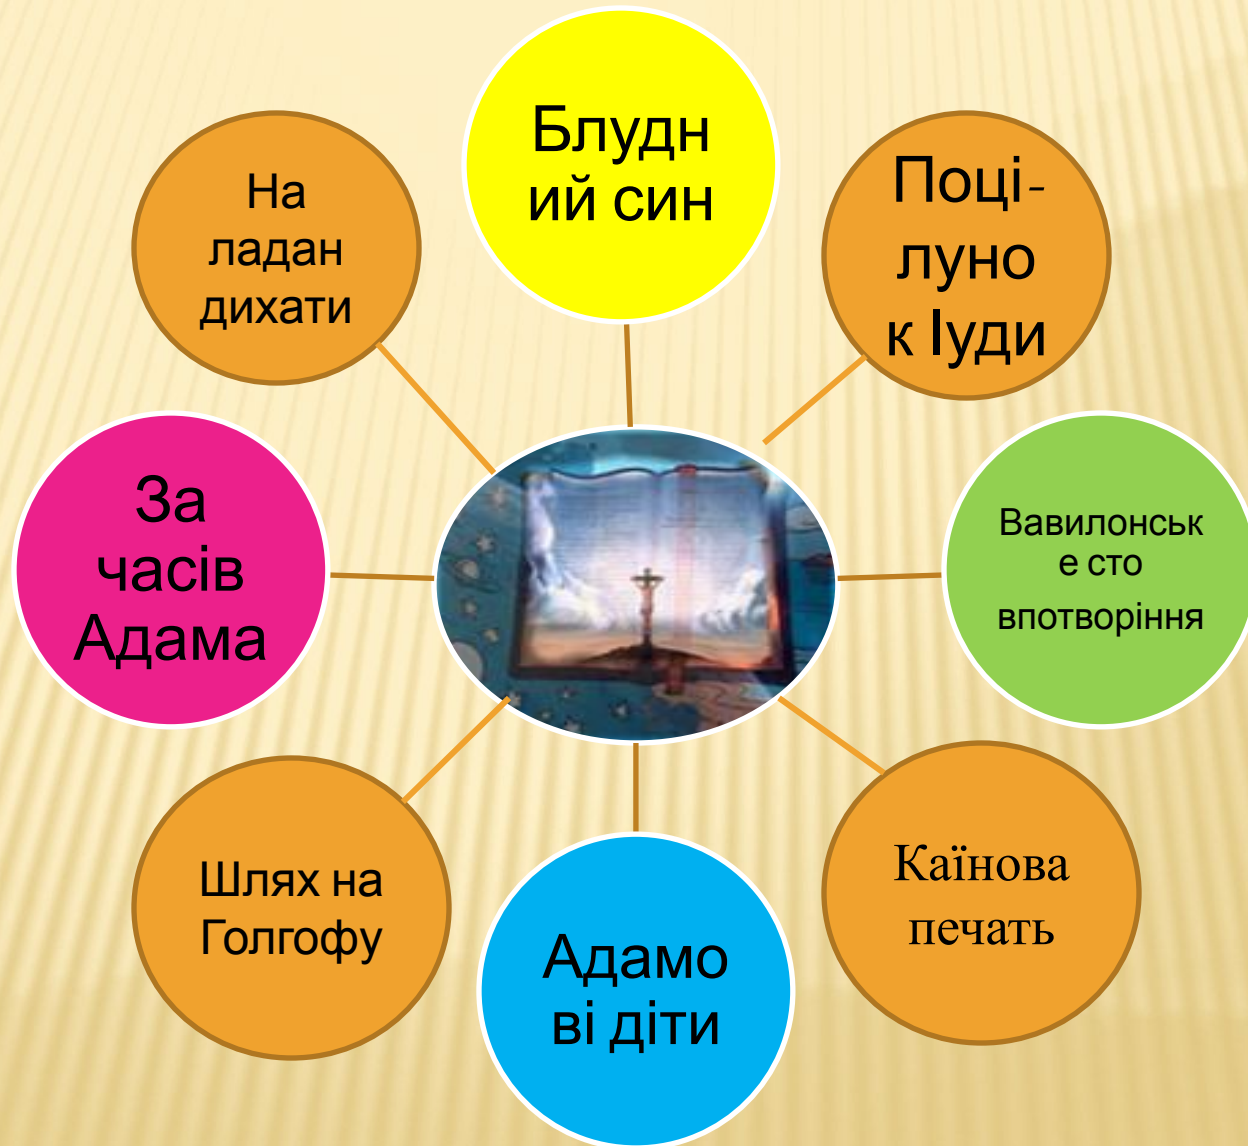 Блудн
ий син
На
ладан
дихати
Поці-
луно
к Іуди
За
часів
Адама
Вавилонськ
е сто
впотворіння
Шлях на
Голгофу
Каїнова
печать
Адамо
ві діти